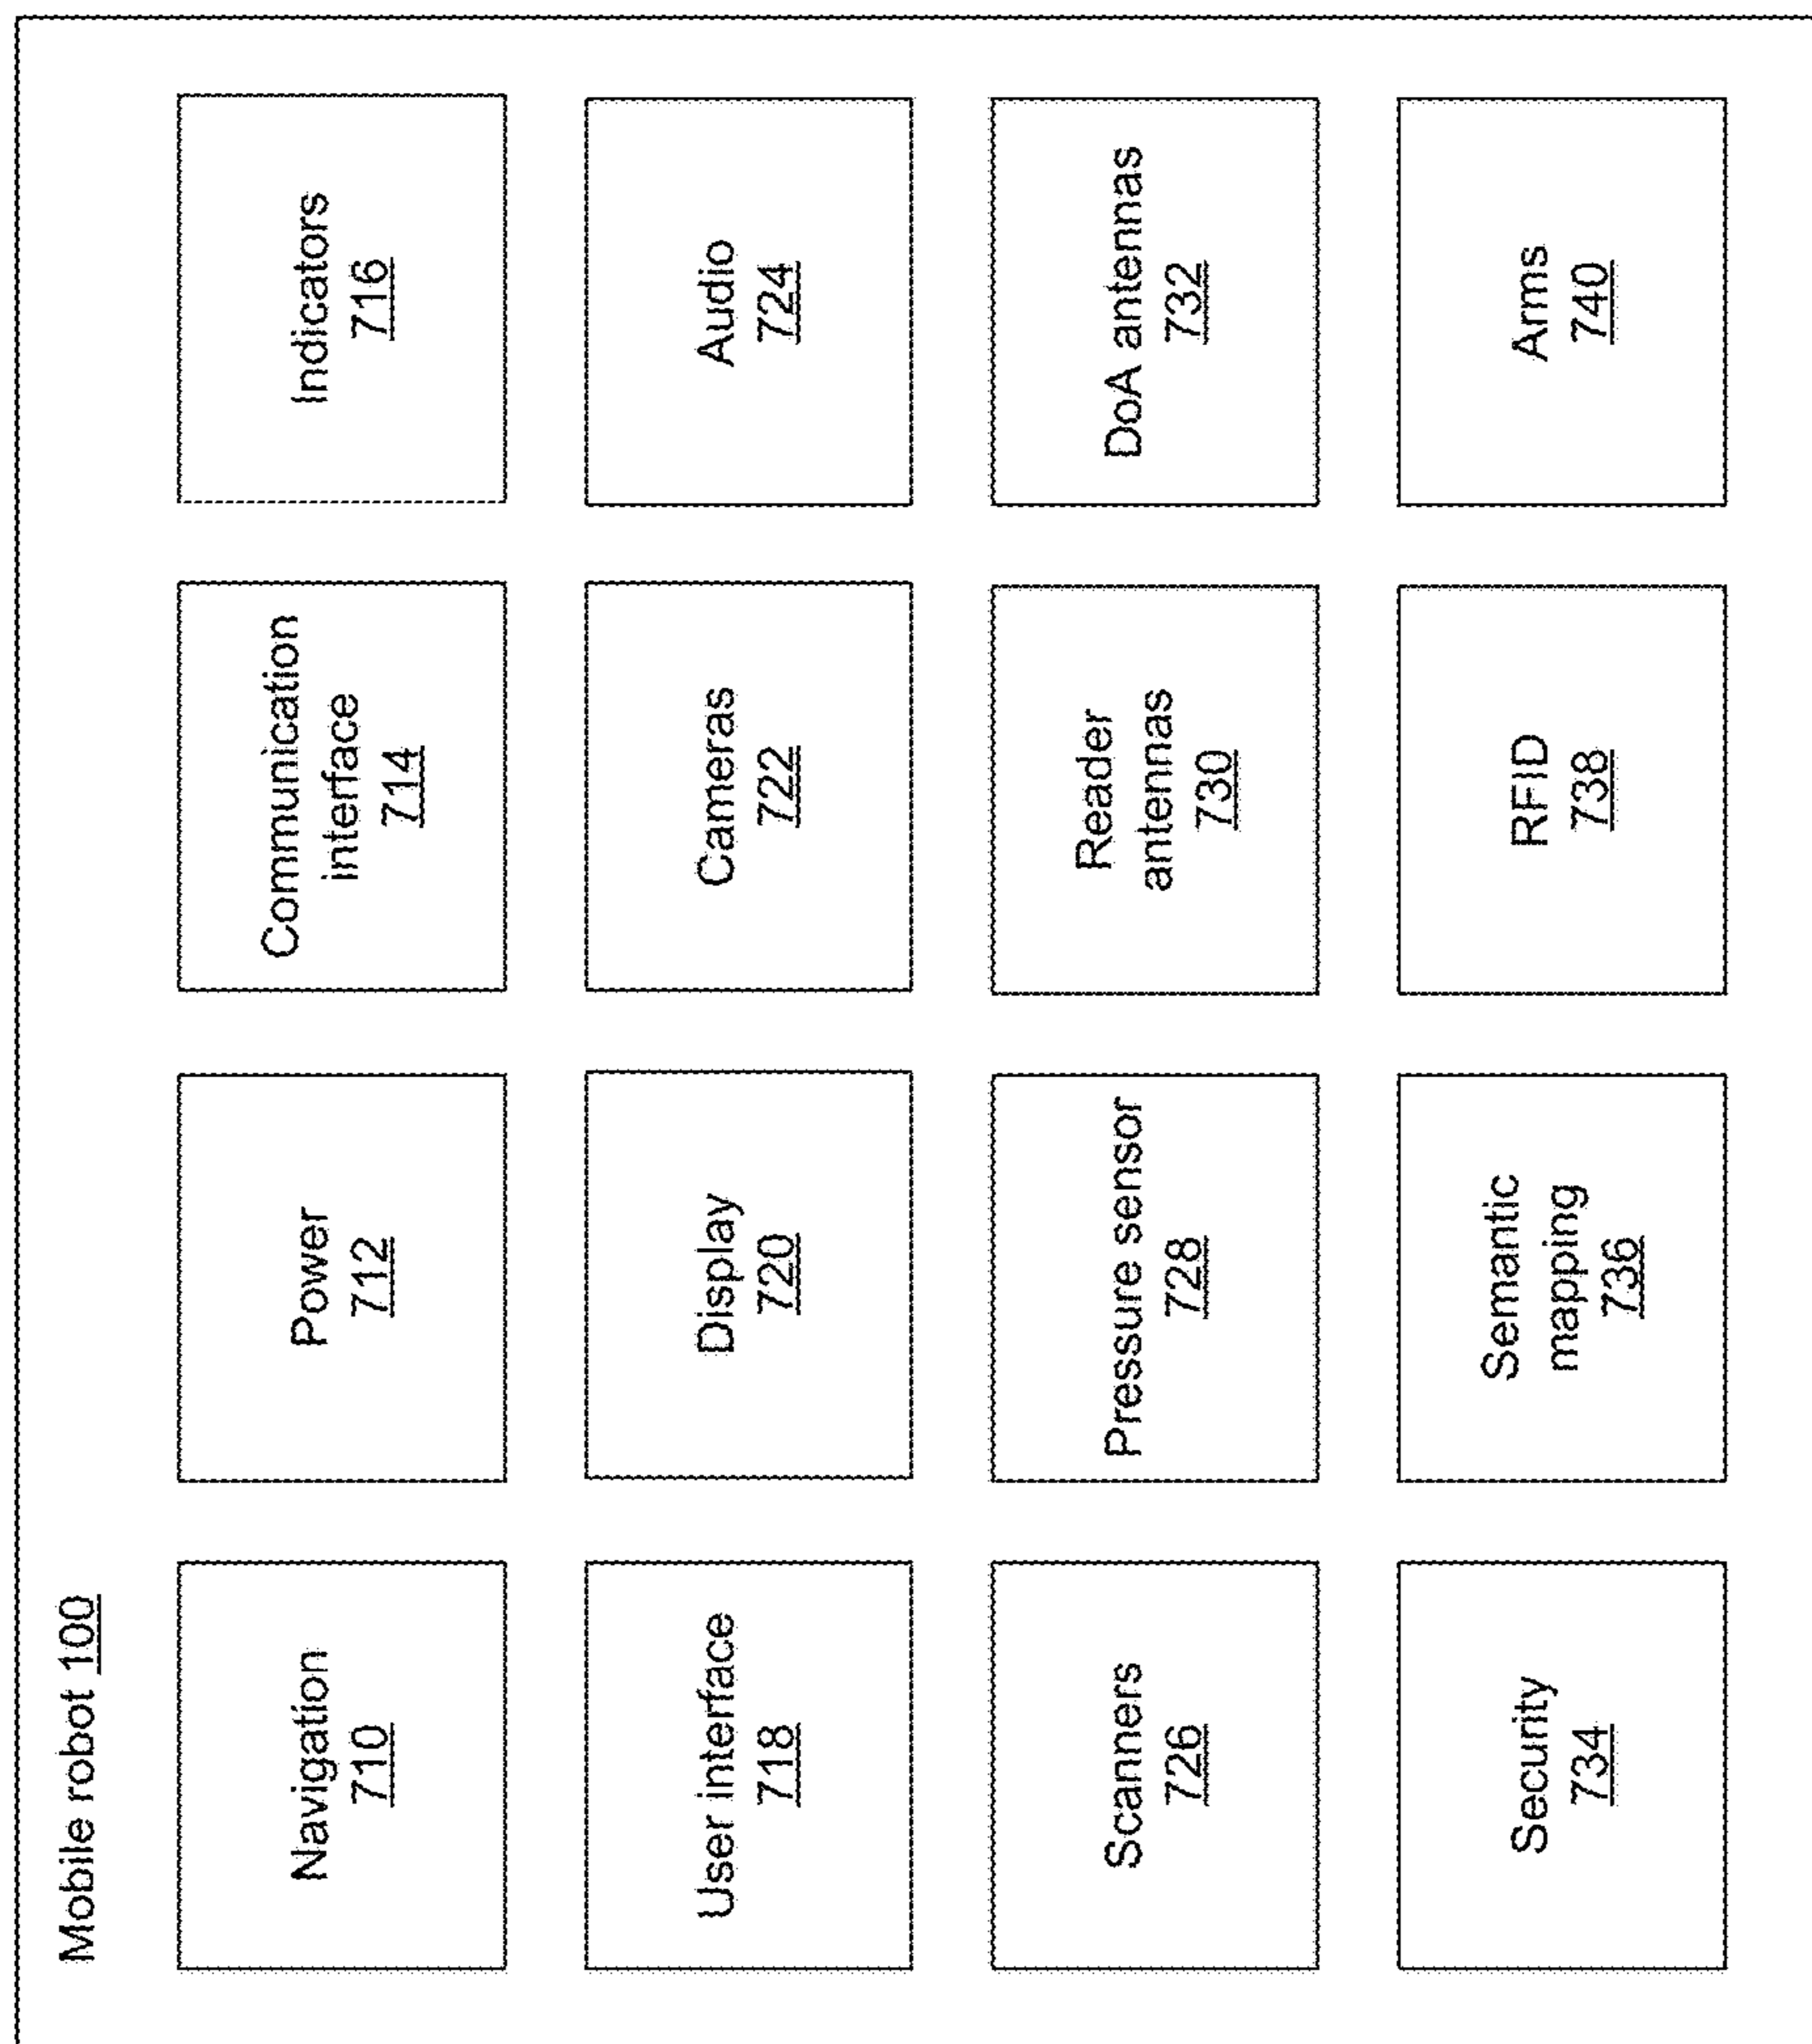 Mobile robot 100
Navigation
710
Power
712
Communication
interface
714
Indicators
716
User interface
718
Display
720
Cameras
722
Audio
724
Scanners
726
Pressure sensor
728
Reader
antennas
730
DoA antennas
732
Security
734
Semantic
mapping
736
RFID
738
Arms
740